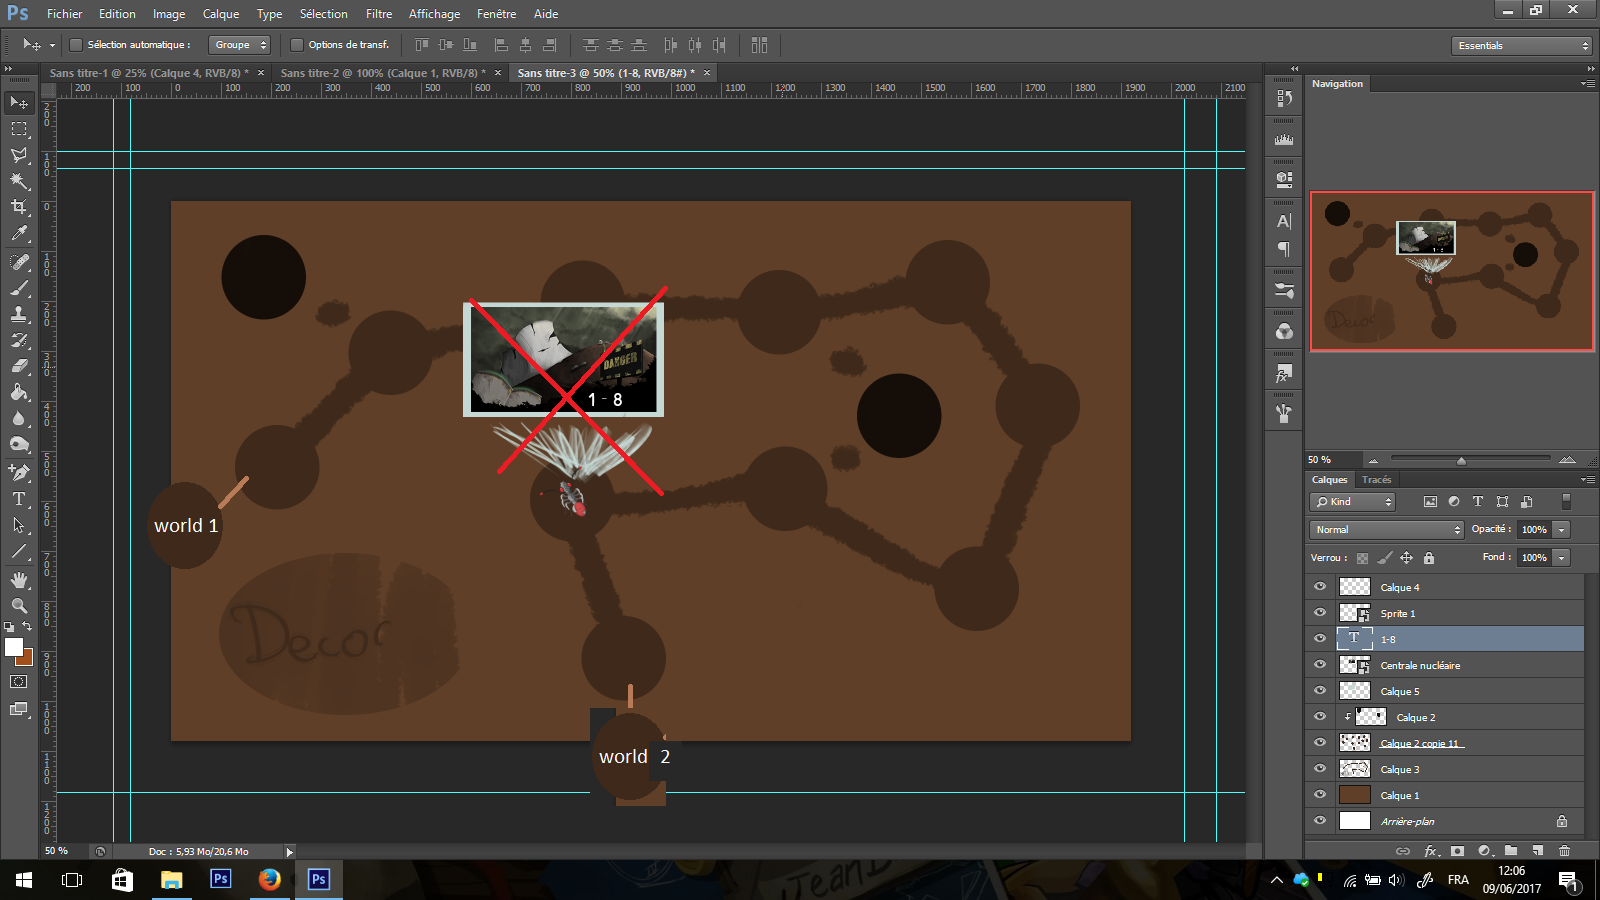 Ps Fichier Edition Image Calque Type Sélection Filtre Affichage Fenêtre Aide
Sélection automatique : Groupe Options de transf. Essentials
Sans titre-1 @ 25% (Calque 4, RVB/8) * × Sans titre-2 @ 100% (Calque 1, RVB/8) * × Sans titre-3 @ 50% (1-8, RVB/8#) * ×
200 100 0 100 200 300 400 500 600 700 800 900 1000 1100 1200 1300 1400 1500 1600 1700 1800 1900 2000 2100
Navigation
DANGER
1 - 8
world 1
Decor
world 2
50 %
Calques Tracés
Kind
Normal Opacité : 100%
Verrou : Fond : 100%
Calque 4
Sprite 1
T 1-8
Centrale nucléaire
Calque 5
Calque 2
Calque 2 copie 11
Calque 3
Calque 1
Arrière-plan
50 % Doc : 5,93 Mo/20,6 Mo
Ps Ps FRA 12:06
09/06/2017 1